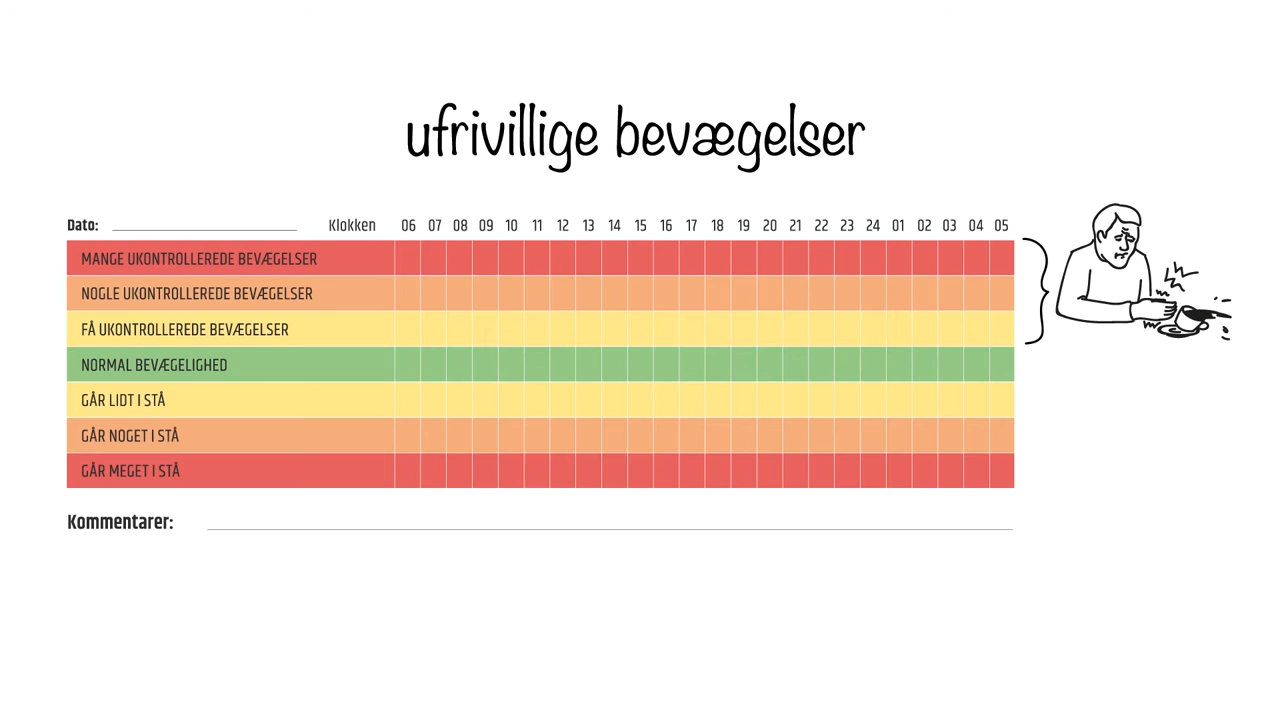 ufrivillige bevægelser
Dato: Klokken 06 07 08 09 10 11 12 13 14 15 16 17 18 19 20 21 22 23 24 01 02 03 04 05
MANGE UKONTROLLEREDE BEVÆGELSER
NOGLE UKONTROLLEREDE BEVÆGELSER
FÅ UKONTROLLEREDE BEVÆGELSER
NORMAL BEVÆGELIGHED
GÅR LIDT I STÅ
GÅR NOGET I STÅ
GÅR MEGET I STÅ
Kommentarer: